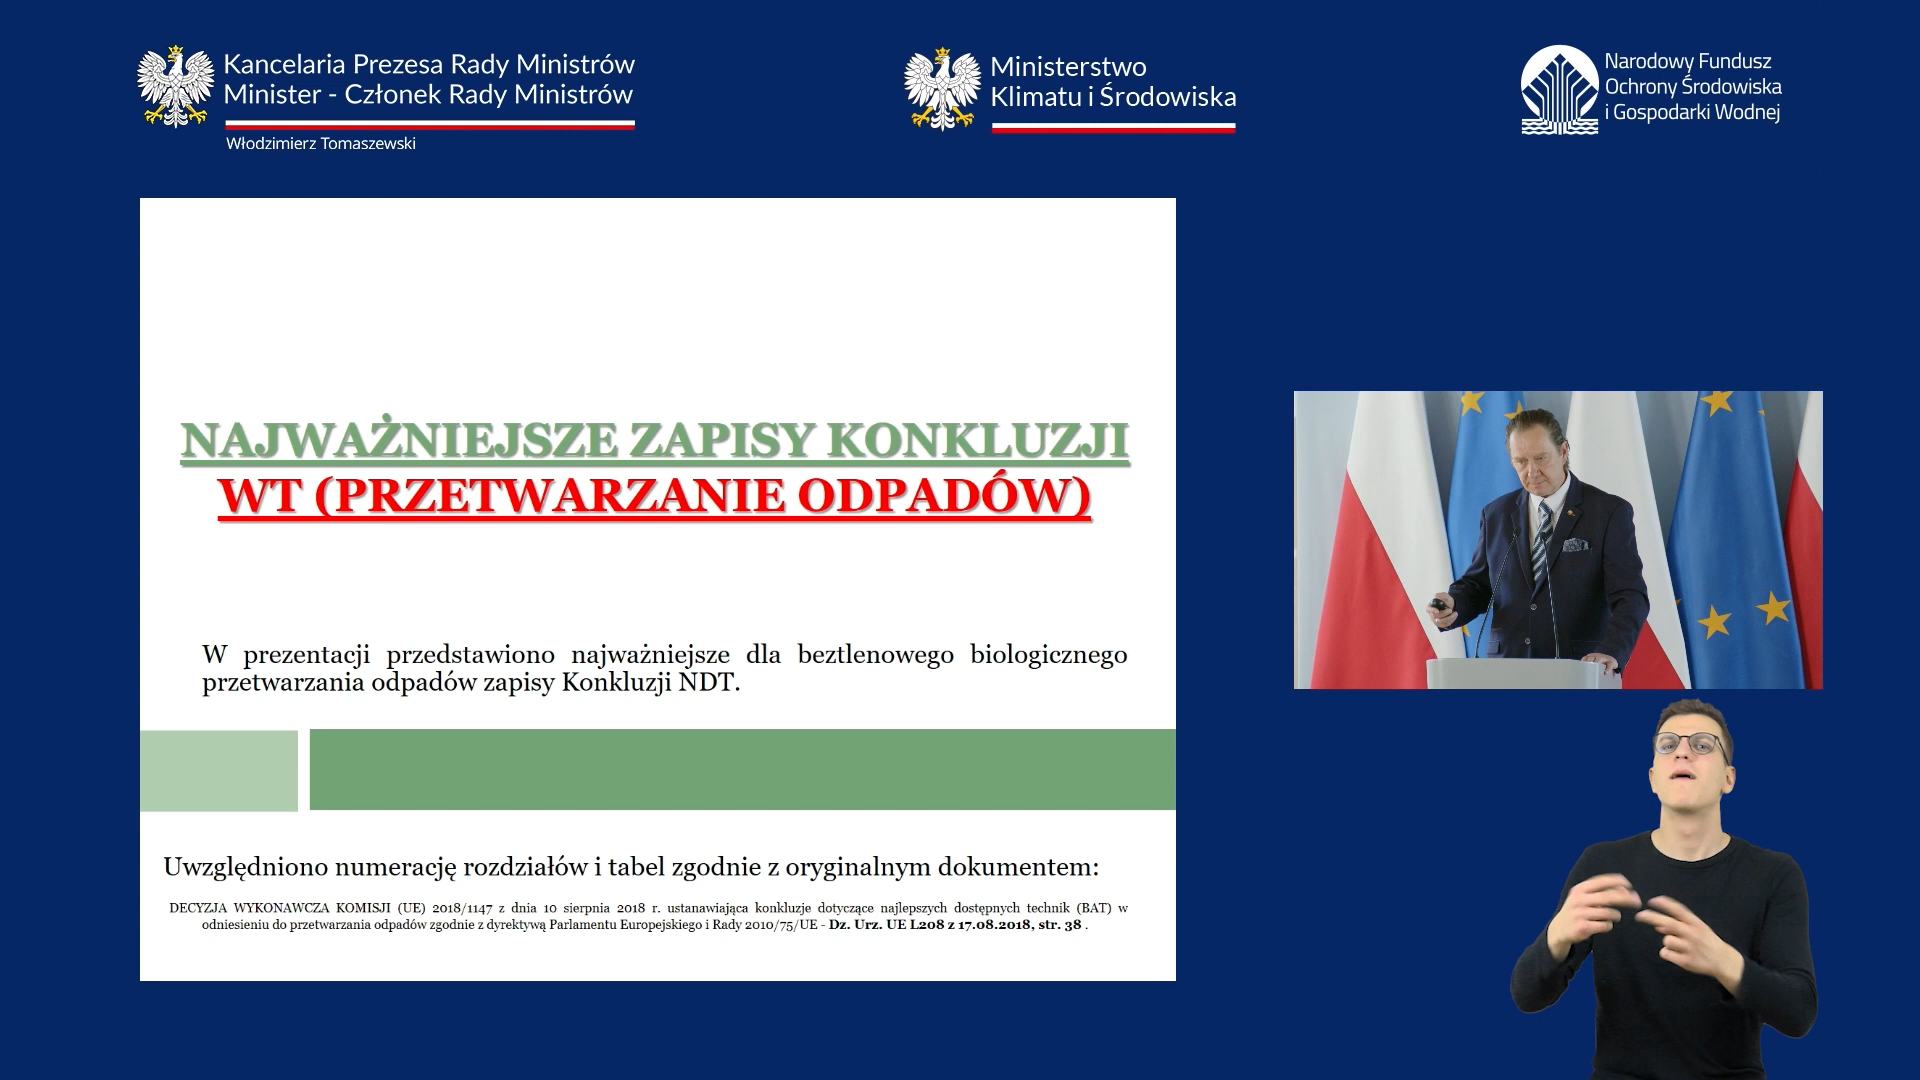 Kancelaria Prezesa Rady Ministrów
Minister - Członek Rady Ministrów
Włodzimierz Tomaszewski
Ministerstwo
Klimatu i Środowiska
Narodowy Fundusz
Ochrony Środowiska
i Gospodarki Wodnej
NAJWAŻNIEJSZE ZAPISY KONKLUZJI
WT (PRZETWARZANIE ODPADÓW)
W prezentacji przedstawiono najważniejsze dla beztlenowego biologicznego
przetwarzania odpadów zapisy Konkluzji NDT.
Uwzględniono numerację rozdziałów i tabel zgodnie z oryginalnym dokumentem:
DECYZJA WYKONAWCZA KOMISJI (UE) 2018/1147 z dnia 10 sierpnia 2018 r. ustanawiająca konkluzje dotyczące najlepszych dostępnych technik (BAT) w
odniesieniu do przetwarzania odpadów zgodnie z dyrektywą Parlamentu Europejskiego i Rady 2010/75/UE - Dz. Urz. UE L208 z 17.08.2018, str. 38 .